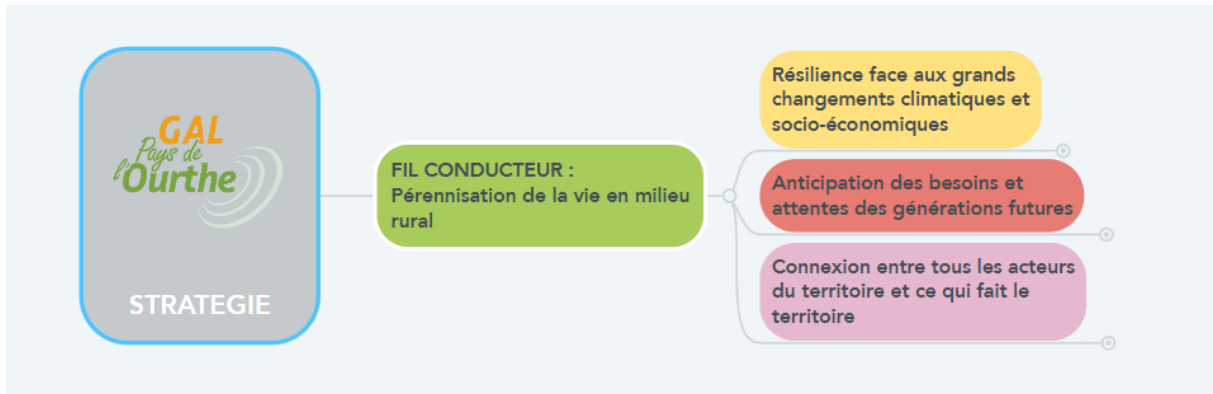 GAL
Pays de
l'Ourthe
STRATEGIE
FIL CONDUCTEUR :
Pérennisation de la vie en milieu
rural
Résilience face aux grands
changements climatiques et
socio-économiques
Anticipation des besoins et
attentes des générations futures
Connexion entre tous les acteurs
du territoire et ce qui fait le
territoire